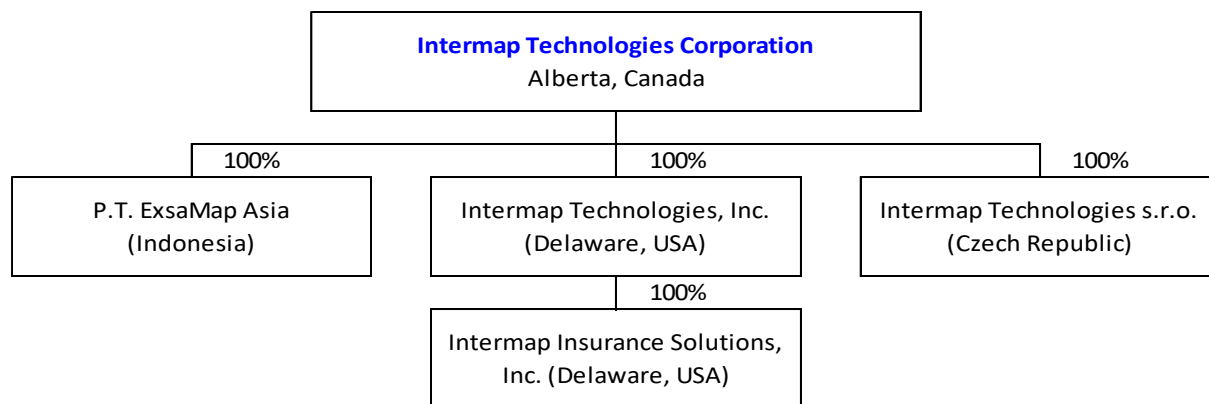 Intermap Technologies Corporation
Alberta, Canada
100%
100%
100%
P.T. ExsaMap Asia
(Indonesia)
Intermap Technologies, Inc.
(Delaware, USA)
Intermap Technologies s.r.o.
(Czech Republic)
100%
Intermap Insurance Solutions,
Inc. (Delaware, USA)